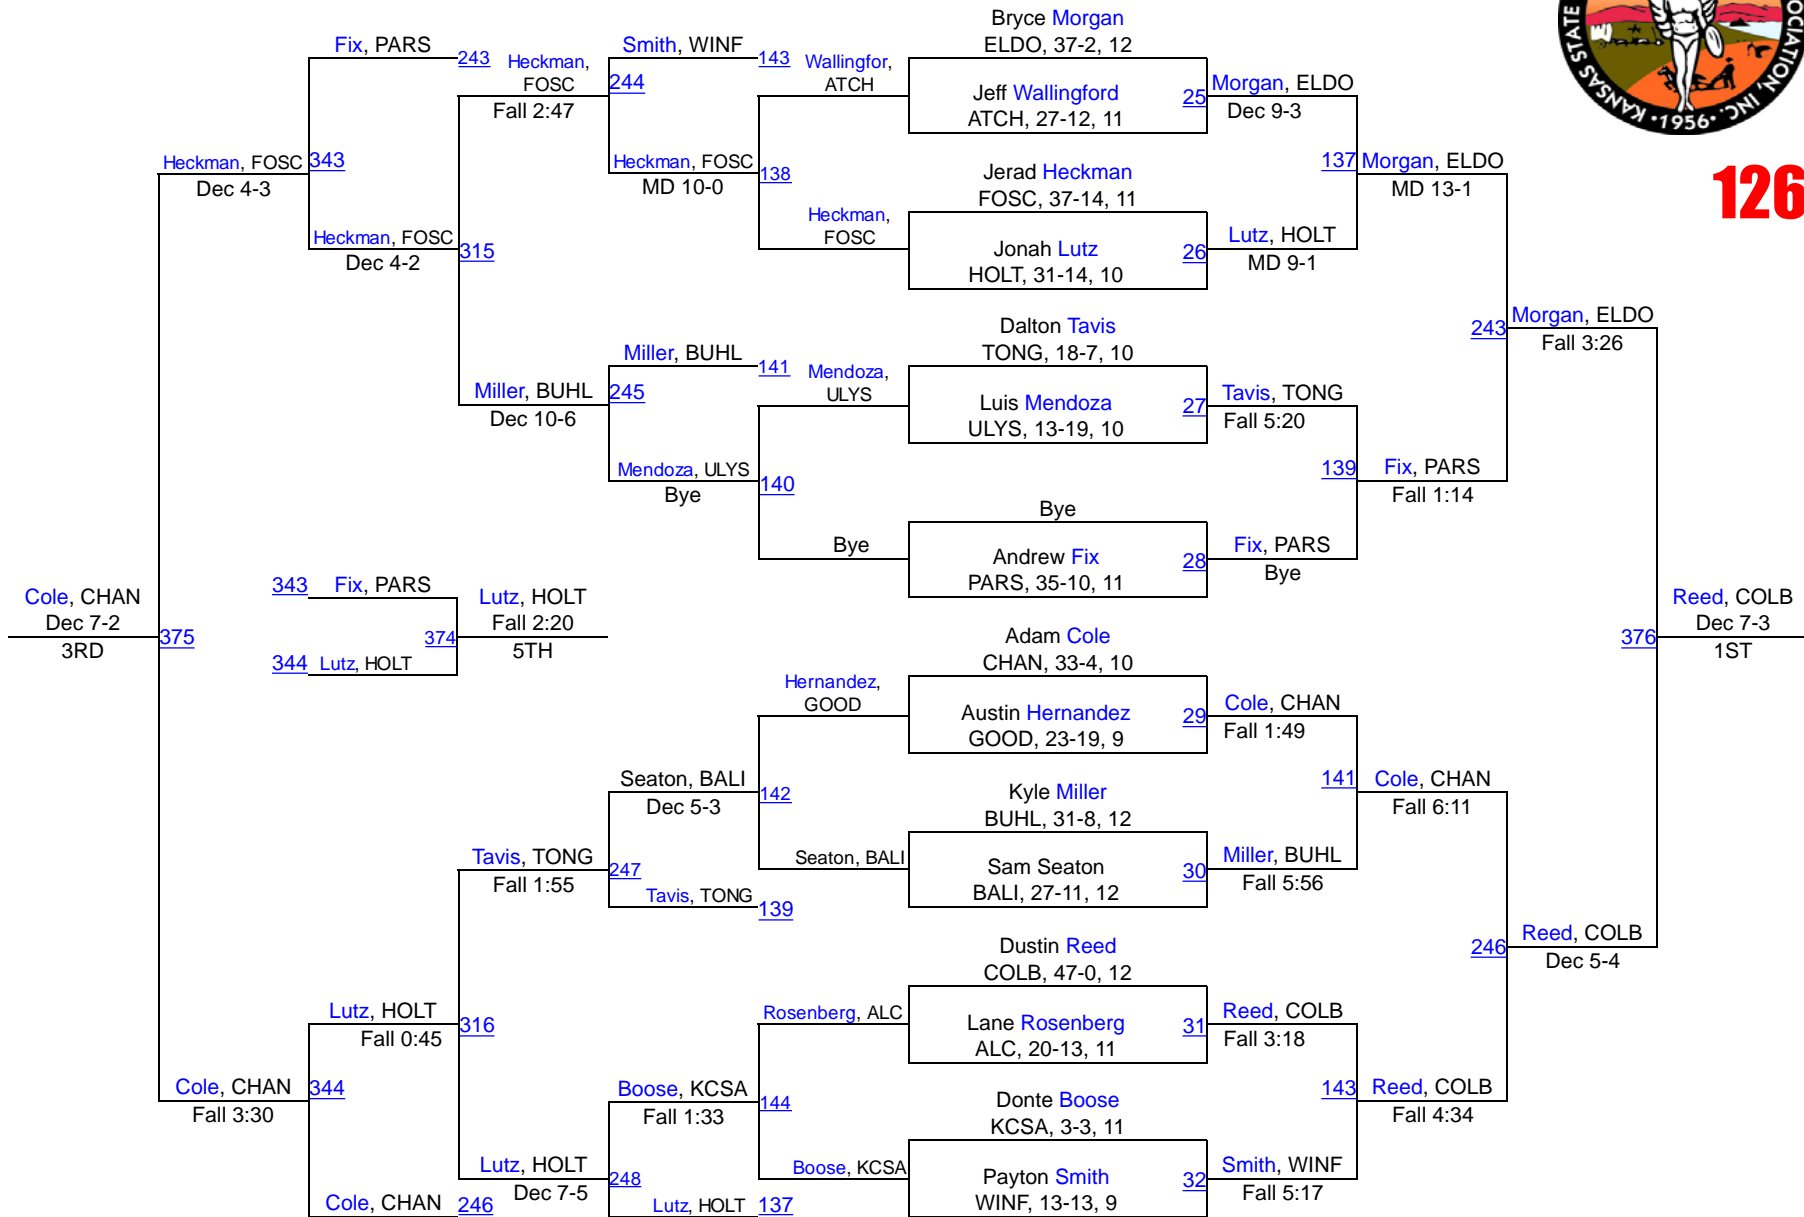 Bryce Morgan
ELDO, 37-2, 12
Fix, PARS
243
Heckman,
FOSC
Fall 2:47
Smith, WINF
143
244
Wallingfor,
ATCH
Jeff Wallingford
ATCH, 27-12, 11
25
Morgan, ELDO
Dec 9-3
KANSAS STATE
OCIATION, INC.
•1956•
126
Heckman, FOSC
343
Dec 4-3
Heckman, FOSC
MD 10-0
138
Jerad Heckman
FOSC, 37-14, 11
137
Morgan, ELDO
MD 13-1
Heckman, FOSC
Dec 4-2
315
Heckman,
FOSC
Jonah Lutz
HOLT, 31-14, 10
26
Lutz, HOLT
MD 9-1
Dalton Tavis
TONG, 18-7, 10
243
Morgan, ELDO
Fall 3:26
Miller, BUHL
141
Miller, BUHL
245
Dec 10-6
Mendoza,
ULYS
Luis Mendoza
ULYS, 13-19, 10
27
Tavis, TONG
Fall 5:20
Mendoza, ULYS
Bye
140
139
Fix, PARS
Fall 1:14
Bye
Bye
Andrew Fix
PARS, 35-10, 11
28
Fix, PARS
Bye
Cole, CHAN
Dec 7-2
3RD
375
343
Fix, PARS
344
Lutz, HOLT
374
Lutz, HOLT
Fall 2:20
5TH
376
Reed, COLB
Dec 7-3
1ST
Adam Cole
CHAN, 33-4, 10
Hernandez,
GOOD
Austin Hernandez
GOOD, 23-19, 9
29
Cole, CHAN
Fall 1:49
Seaton, BALI
Dec 5-3
142
Kyle Miller
BUHL, 31-8, 12
141
Cole, CHAN
Fall 6:11
Tavis, TONG
Fall 1:55
247
Tavis, TONG
139
Seaton, BALI
Sam Seaton
BALI, 27-11, 12
30
Miller, BUHL
Fall 5:56
Dustin Reed
COLB, 47-0, 12
246
Reed, COLB
Dec 5-4
Lutz, HOLT
Fall 0:45
316
Rosenberg, ALC
Lane Rosenberg
ALC, 20-13, 11
31
Reed, COLB
Fall 3:18
Cole, CHAN
Fall 3:30
344
Boose, KCSA
Fall 1:33
144
Donte Boose
KCSA, 3-3, 11
143
Reed, COLB
Fall 4:34
Lutz, HOLT
Dec 7-5
248
Boose, KCSA
Payton Smith
WINF, 13-13, 9
32
Smith, WINF
Fall 5:17
Cole, CHAN
246
Lutz, HOLT
137